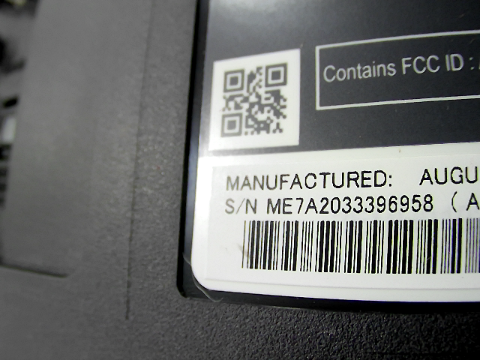 Contains FCC ID :
MANUFACTURED: AUGU
S/N ME7A2033396958 ( A